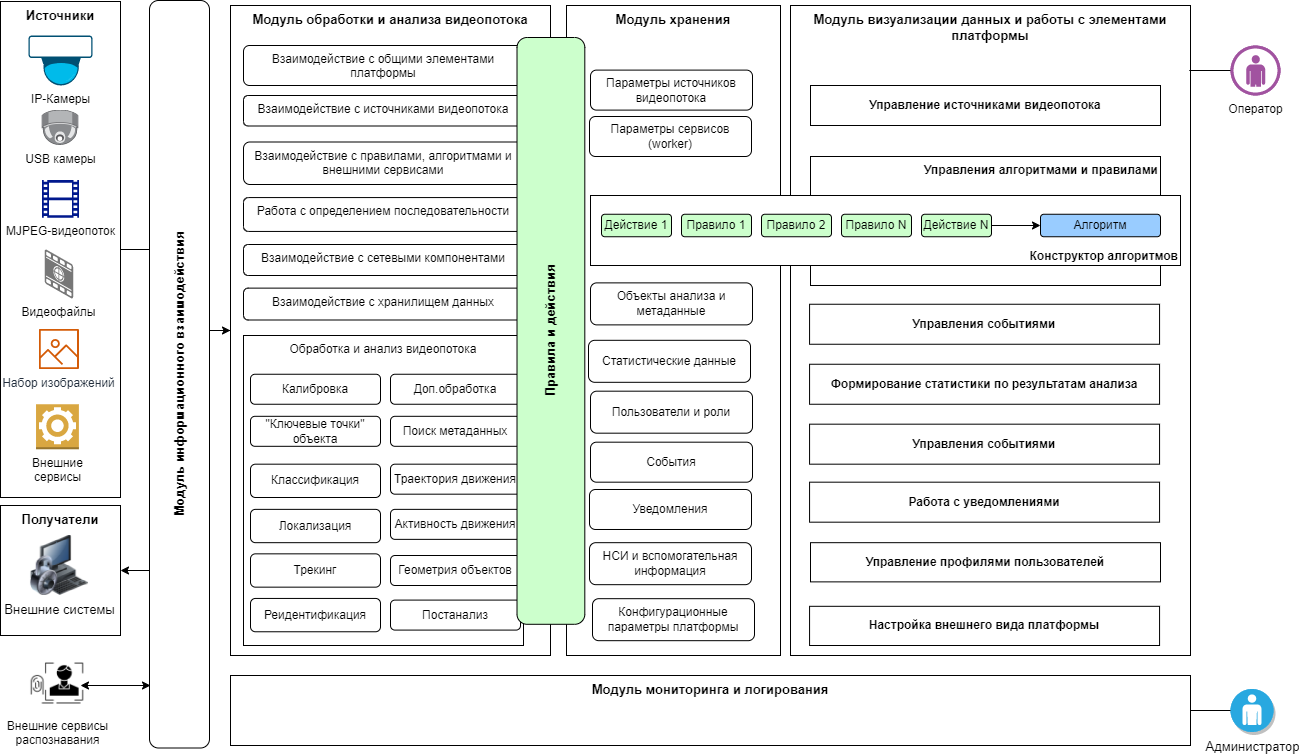 Источники
IP-Камеры
USB камеры
MJPEG-видеопоток
Видеофайлы
Набор изображений
Внешние
сервисы
Получатели
Внешние системы
Внешние сервисы
распознавания
Модуль информационного взаимодействия
Модуль обработки и анализа видеопотока
Взаимодействие с общими элементами
платформы
Взаимодействие с источниками видеопотока
Взаимодействие с правилами, алгоритмами и
внешними сервисами
Работа с определением последовательности
Взаимодействие с сетевыми компонентами
Взаимодействие с хранилищем данных
Обработка и анализ видеопотока
Калибровка
Доп.обработка
"Ключевые точки"
объекта
Поиск метаданных
Классификация
Траектория движения
Локализация
Активность движения
Трекинг
Геометрия объектов
Реидентификация
Постанализ
Правила и действия
Модуль хранения
Параметры источников
видеопотока
Параметры сервисов
(worker)
Объекты анализа и
метаданные
Статистические данные
Пользователи и роли
События
Уведомления
НСИ и вспомогательная
информация
Конфигурационные
параметры платформы
Модуль визуализации данных и работы с элементами
платформы
Управление источниками видеопотока
Управления алгоритмами и правилами
Действие 1
Правило 1
Правило 2
Правило N
Действие N
Алгоритм
Конструктор алгоритмов
Управления событиями
Формирование статистики по результатам анализа
Управления событиями
Работа с уведомлениями
Управление профилями пользователей
Настройка внешнего вида платформы
Оператор
Модуль мониторинга и логирования
Администратор